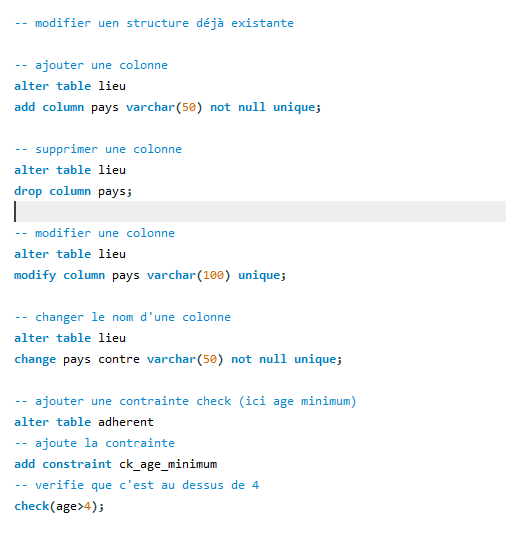 -- modifier uen structure déjà existante
-- ajouter une colonne
alter table lieu
add column pays varchar(50) not null unique;
-- supprimer une colonne
alter table lieu
drop column pays;
-- modifier une colonne
alter table lieu
modify column pays varchar(100) unique;
-- changer le nom d'une colonne
alter table lieu
change pays contre varchar(50) not null unique;
-- ajouter une contrainte check (ici age minimum)
alter table adherent
-- ajoute la contrainte
add constraint ck_age_minimum
-- verifie que c'est au dessus de 4
check(age>4);